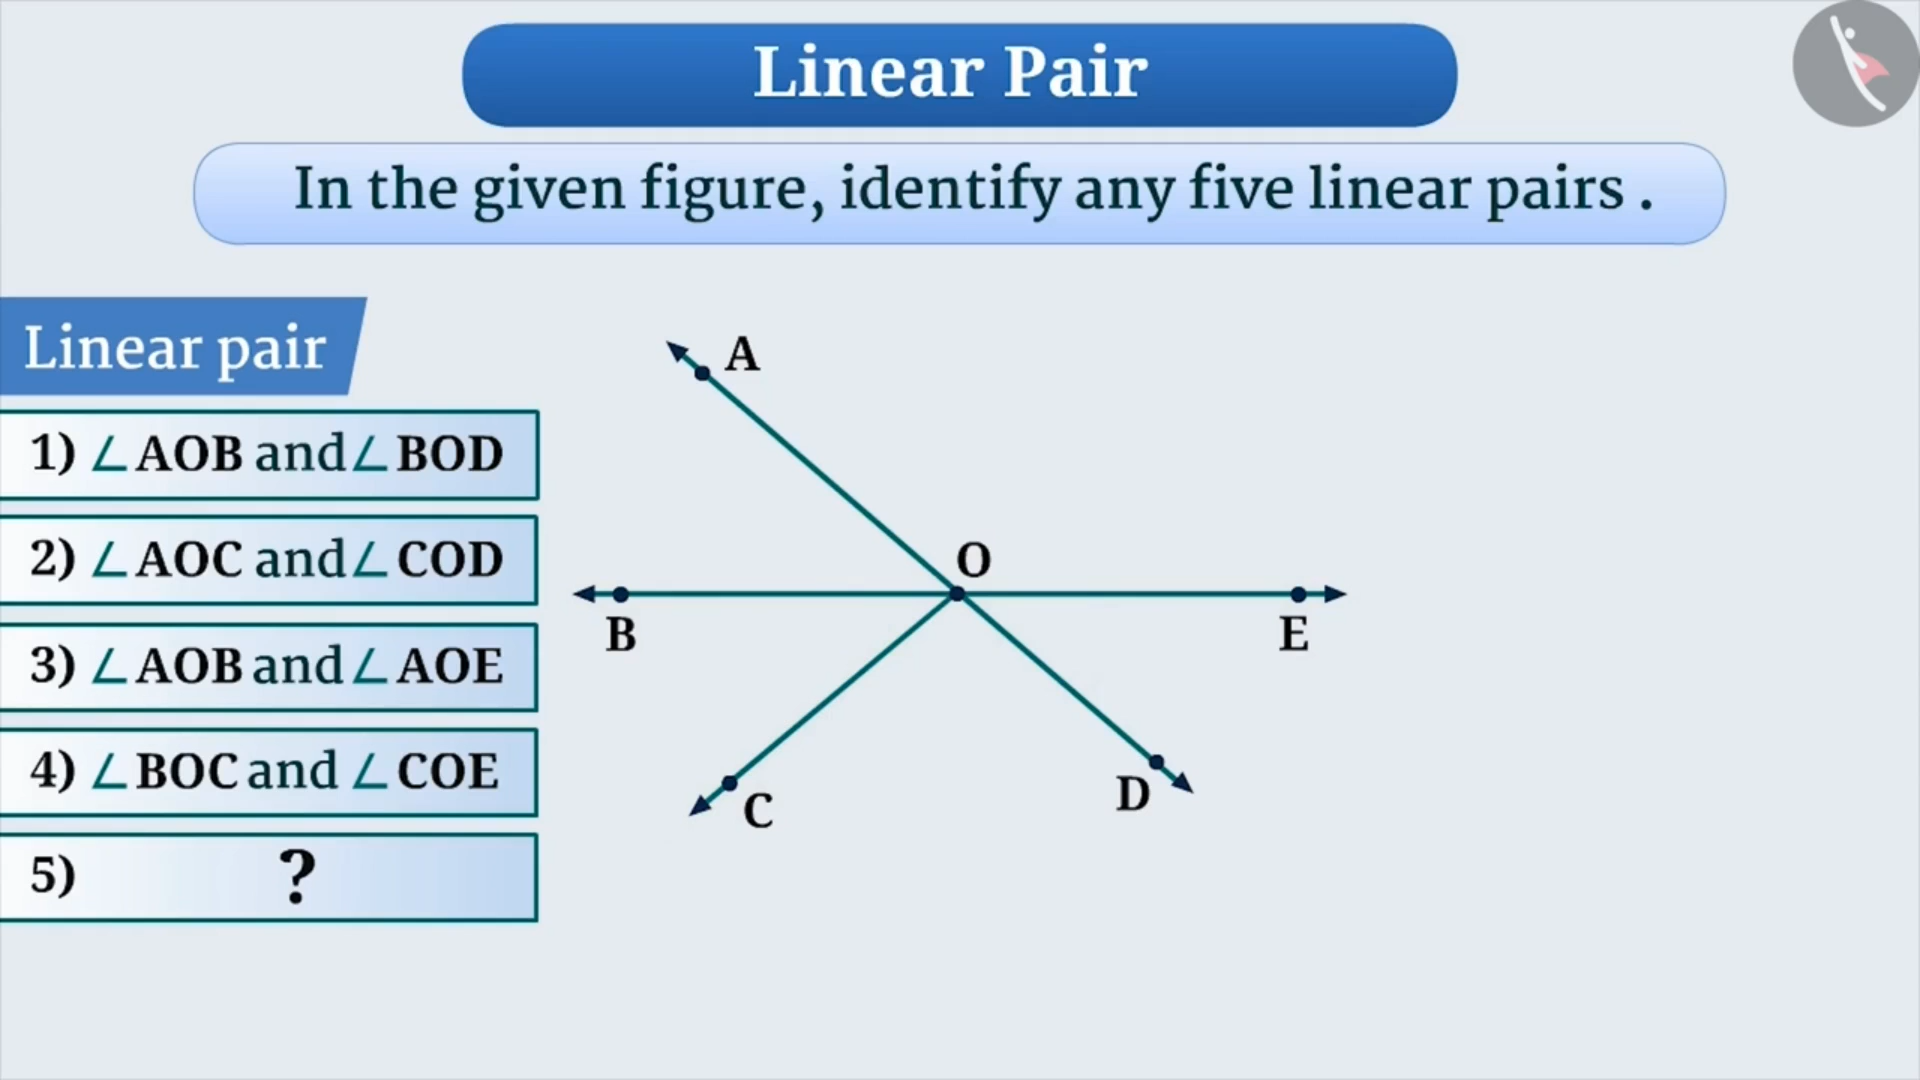 Linear Pair
In the given figure, identify any five linear pairs .
Linear pair
1) ∠AOB and∠BOD
2) ∠AOC and∠COD
3) ∠AOB and∠AOE
4) ∠BOC and ∠COE
5) ?
A
O
B
E
C
D